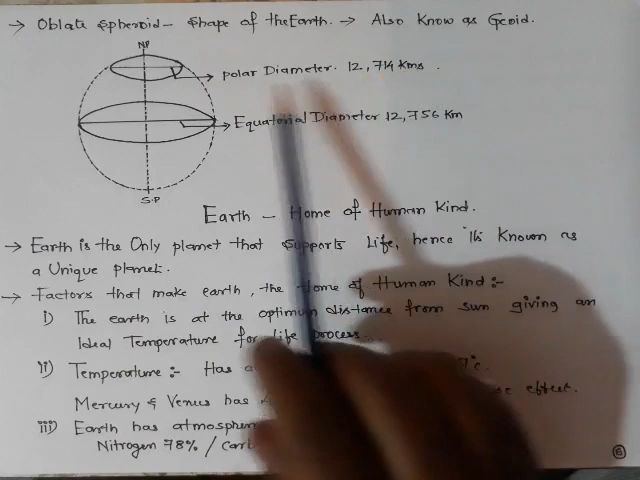 → Oblate Spheroid - Shape of the Earth. → Also Know as Geoid.
NP
→ Polar Diameter. 12,714 kms.
→ Equatorial Diameter 12,756 Km
S.P
Earth - Home of Human Kind.
→ Earth is the Only planet that Supports Life, hence its Known as
a Unique planet.
→ Factors that make earth, the Home of Human Kind:-
i) The earth is at the optimum distance from sun giving an
Ideal Temperature for life process.
ii) Temperature :- Has
Mercury & Venus has effect.
iii) Earth has
Nitrogen 78% /
6